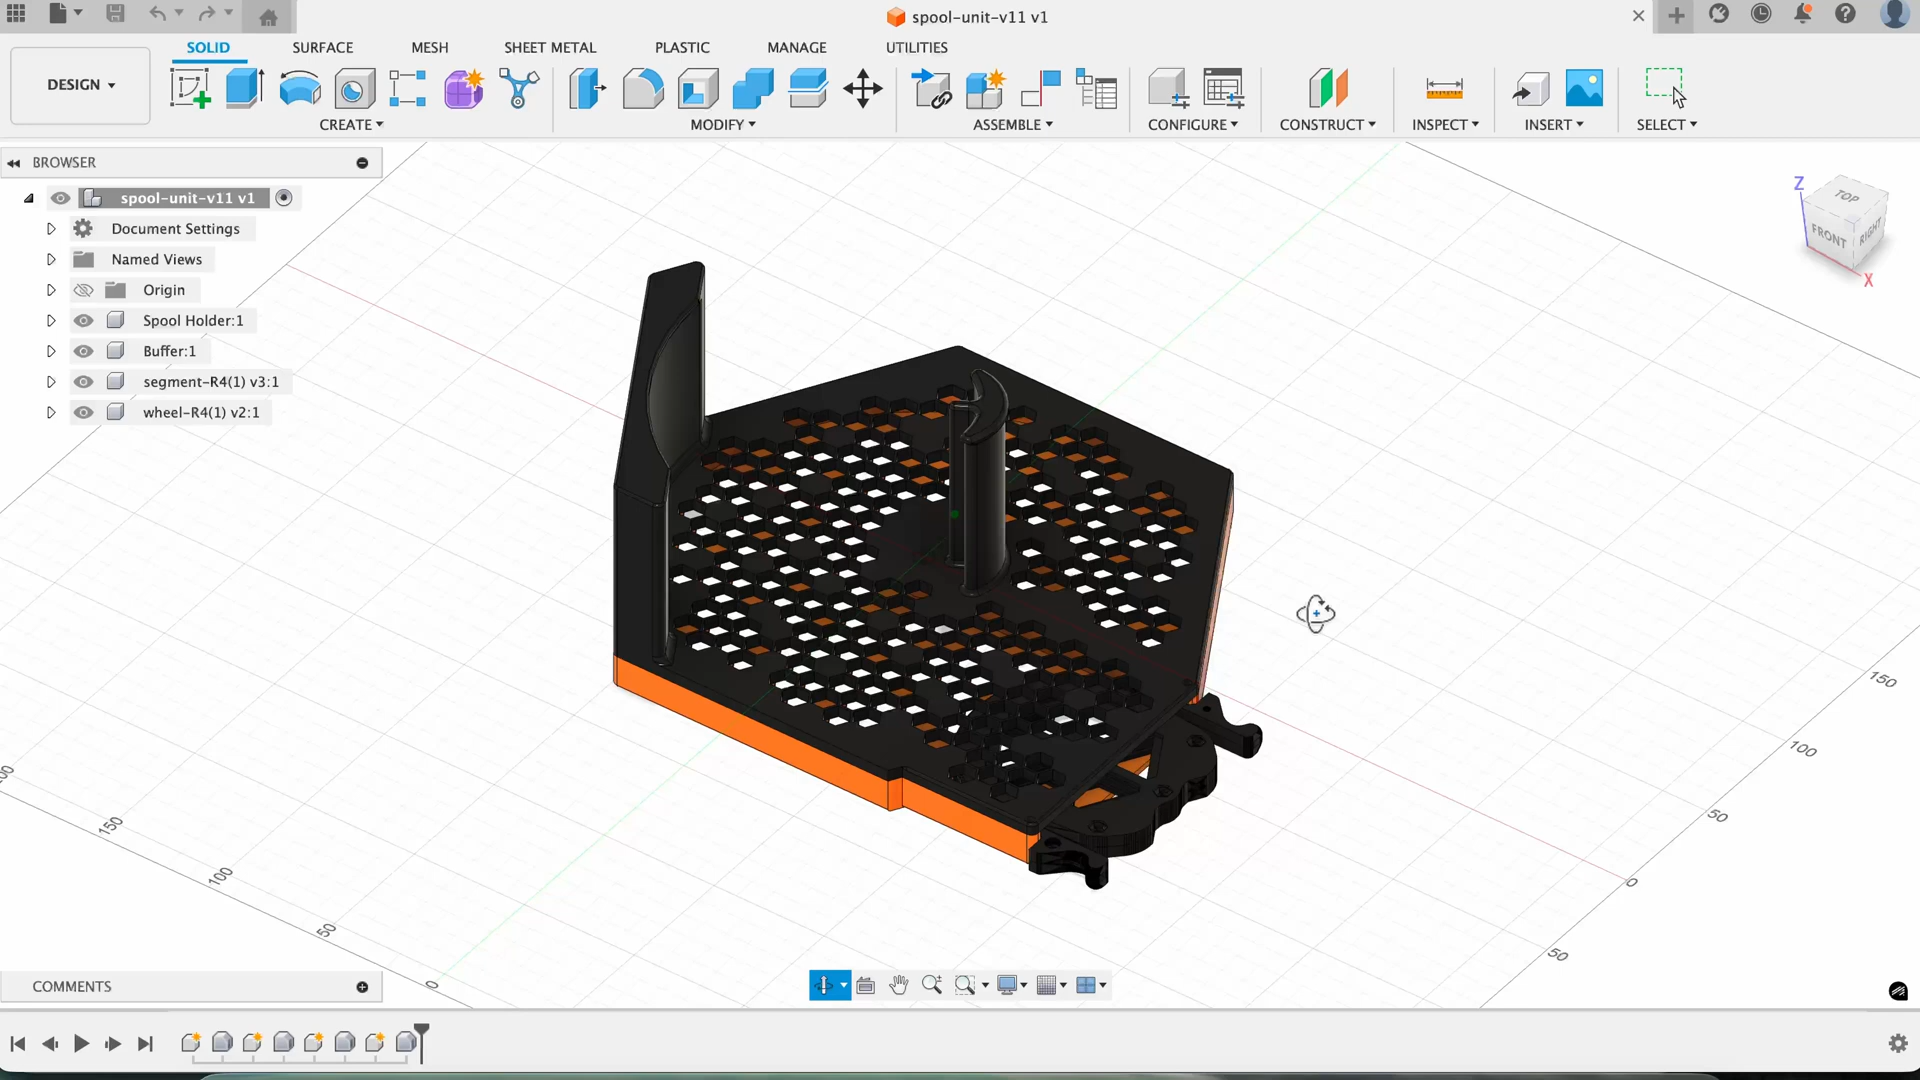 spool-unit-v11 v1
SOLID SURFACE MESH SHEET METAL PLASTIC MANAGE UTILITIES
DESIGN
CREATE MODIFY ASSEMBLE CONFIGURE CONSTRUCT INSPECT INSERT SELECT
BROWSER
spool-unit-v11 v1
Document Settings
Named Views
Origin
Spool Holder:1
Buffer:1
segment-R4(1) v3:1
wheel-R4(1) v2:1
Z
TOP
FRONT RIGHT
X
150
100
50
0
50
150
100
50
0
COMMENTS